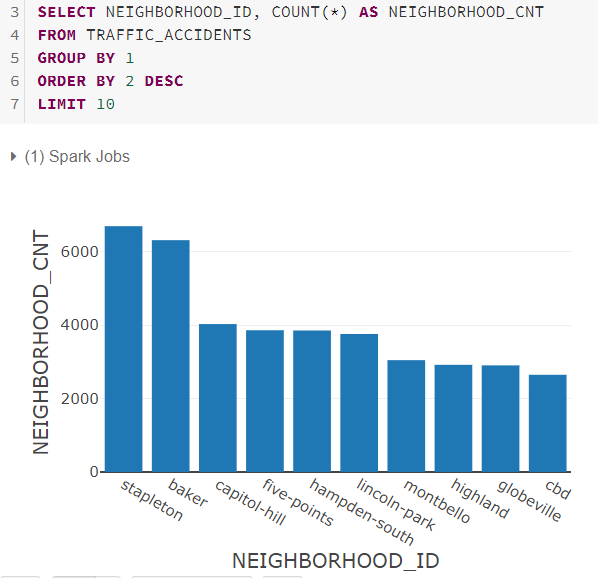 3 SELECT NEIGHBORHOOD_ID, COUNT(*) AS NEIGHBORHOOD_CNT
4 FROM TRAFFIC_ACCIDENTS
5 GROUP BY 1
6 ORDER BY 2 DESC
7 LIMIT 10
(1) Spark Jobs
NEIGHBORHOOD_CNT
6000
4000
2000
0
stapleton
baker
capitol-hill
five-points
hampden-south
lincoln-park
montbello
highland
globeville
cbd
NEIGHBORHOOD_ID